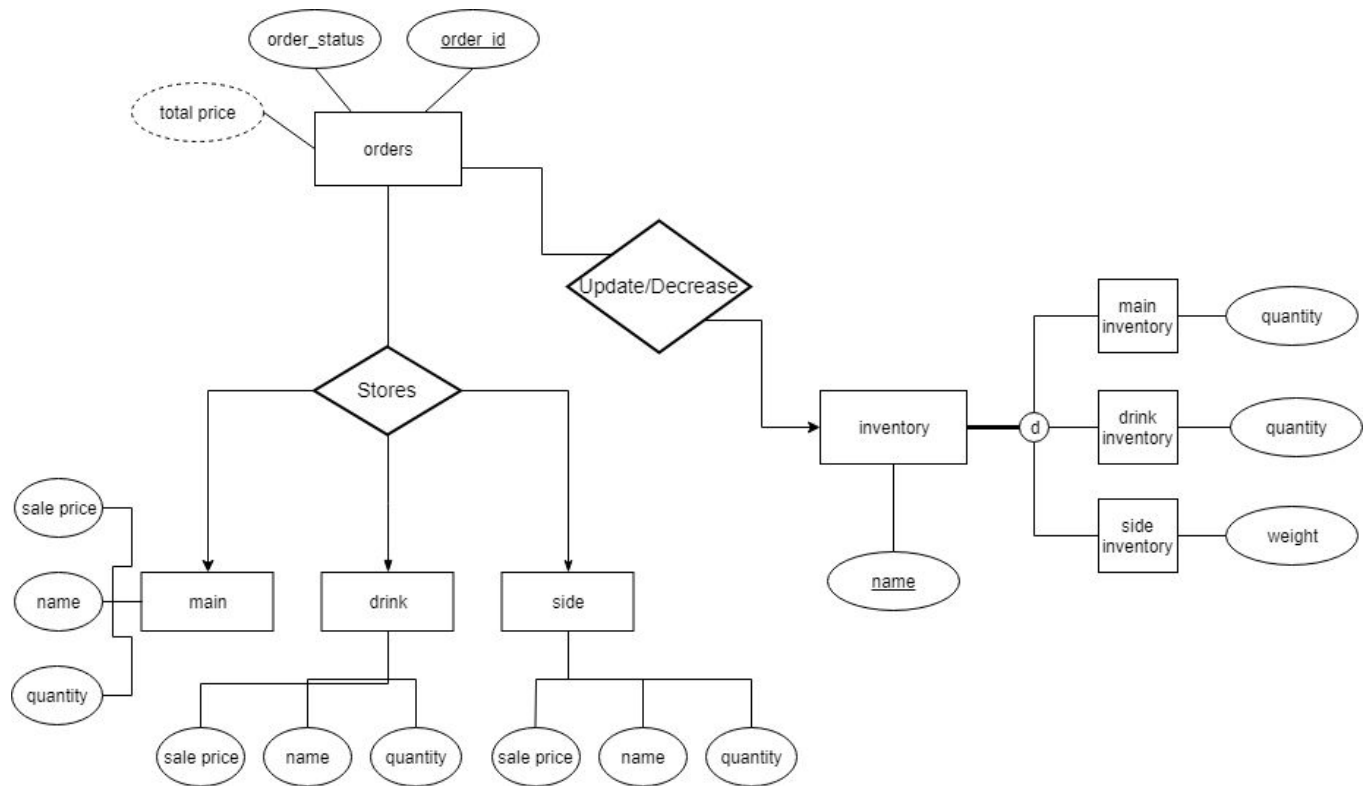 order_status
order_id
total price
orders
Update/Decrease
main
inventory
quantity
Stores
inventory
d
drink
inventory
quantity
sale price
side
inventory
weight
name
main
drink
side
name
quantity
sale price
name
quantity
sale price
name
quantity